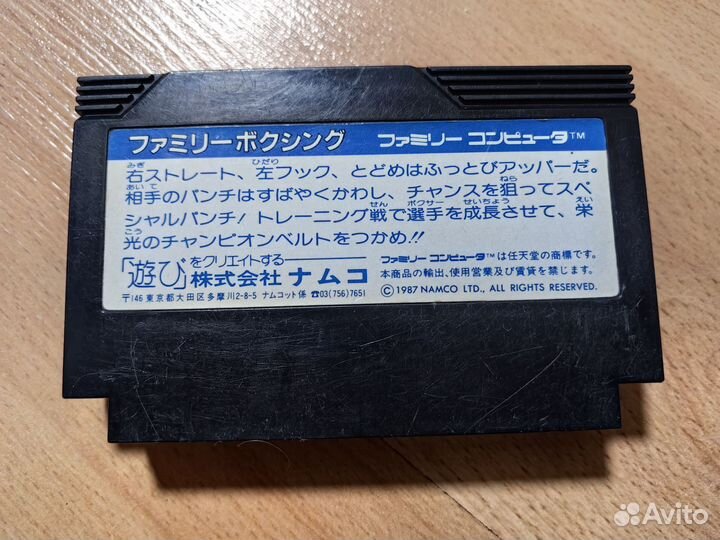 ファミリーボクシング ファミリー コンピュータ™
右ストレート、左フック、とどめはふっとびアッパーだ。
相手のパンチはすばやくかわし、チャンスを狙ってスペ
シャルパンチ! トレーニング戦で選手を成長させて、栄
光のチャンピオンベルトをつかめ!!
「遊び」をクリエイトする 株式会社 ナムコ
〒146 東京都大田区多摩川2-8-5 ナムコット係 ☎03(756)7651
ファミリー コンピュータ™は任天堂の商標です。
本商品の輸出、使用営業及び賃貸を禁じます。
©1987 NAMCO LTD., ALL RIGHTS RESERVED.
Avito